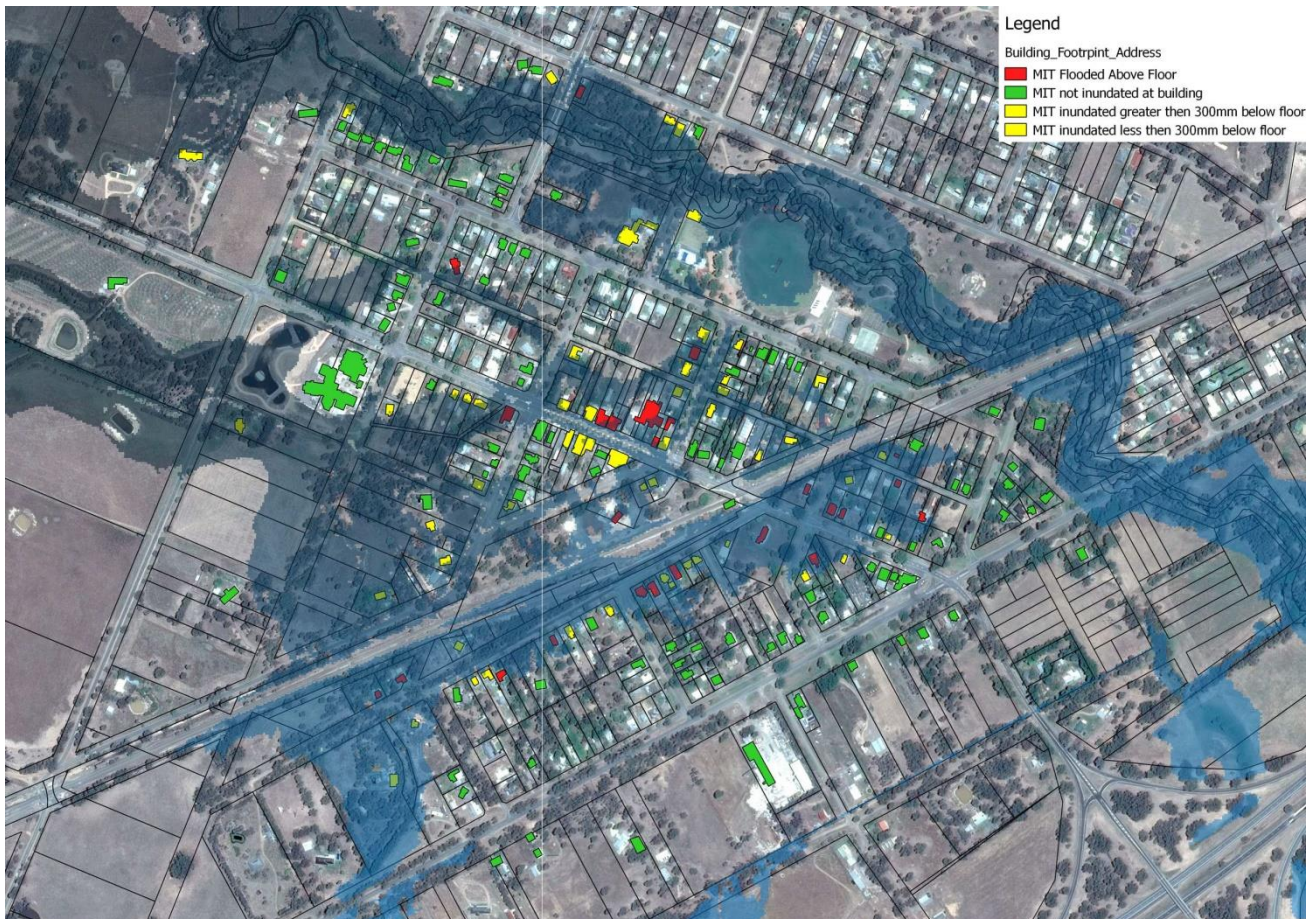 Legend
Building_Footrpint_Address
MIT Flooded Above Floor
MIT not inundated at building
MIT inundated greater then 300mm below floor
MIT inundated less then 300mm below floor